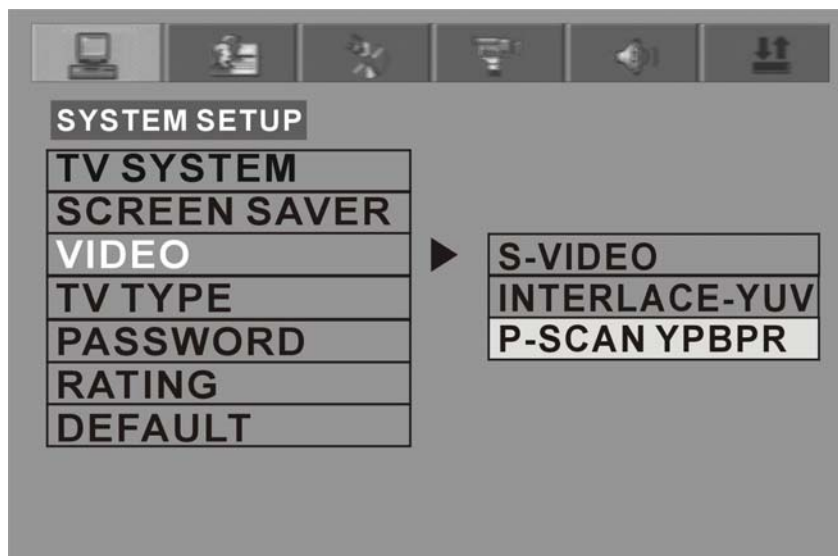 SYSTEM SETUP
TV SYSTEM
SCREEN SAVER
VIDEO
TV TYPE
PASSWORD
RATING
DEFAULT
S-VIDEO
INTERLACE-YUV
P-SCAN YPBPR